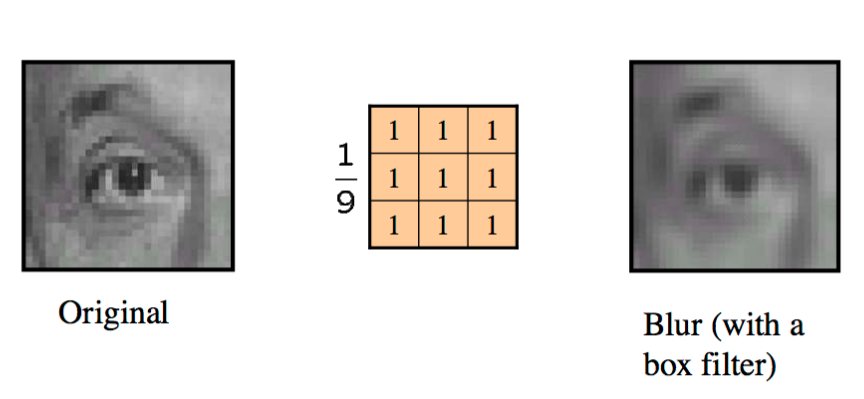 1
9
1 1 1
1 1 1
1 1 1
Original
Blur (with a
box filter)